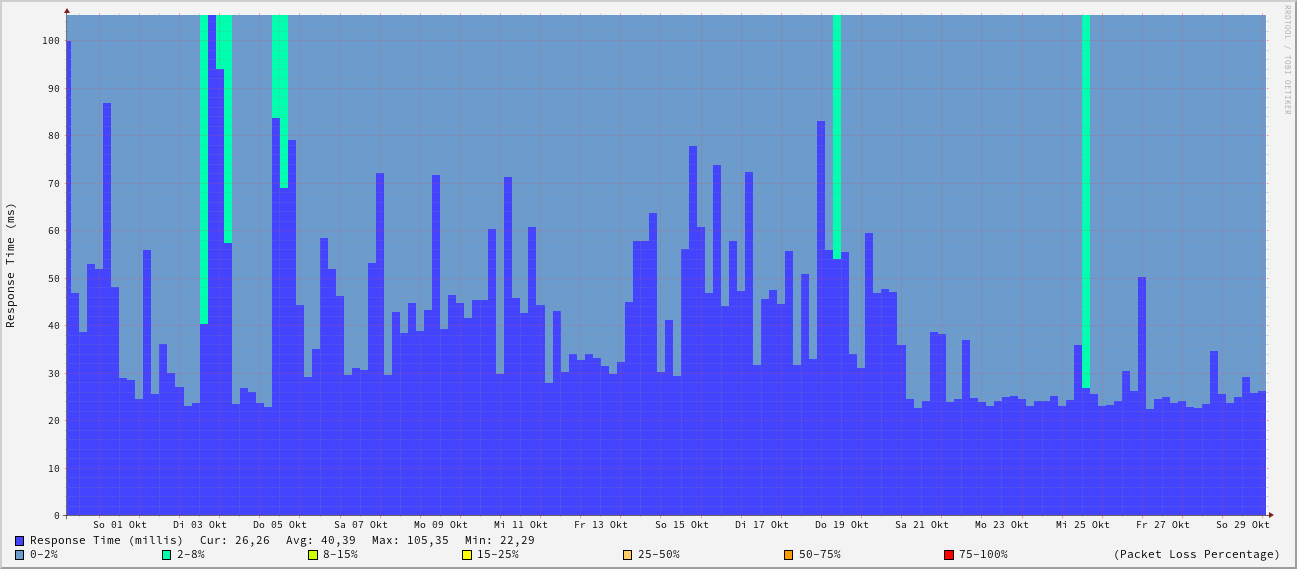 RRDTOOL / TOBI OETIKER
Response Time (ms)
100
90
80
70
60
50
40
30
20
10
0
So 01 Okt Di 03 Okt Do 05 Okt Sa 07 Okt Mo 09 Okt Mi 11 Okt Fr 13 Okt So 15 Okt Di 17 Okt Do 19 Okt Sa 21 Okt Mo 23 Okt Mi 25 Okt Fr 27 Okt So 29 Okt
Response Time (millis) Cur: 26,26 Avg: 40,39 Max: 105,35 Min: 22,29
0-2% 2-8% 8-15% 15-25% 25-50% 50-75% 75-100% (Packet Loss Percentage)